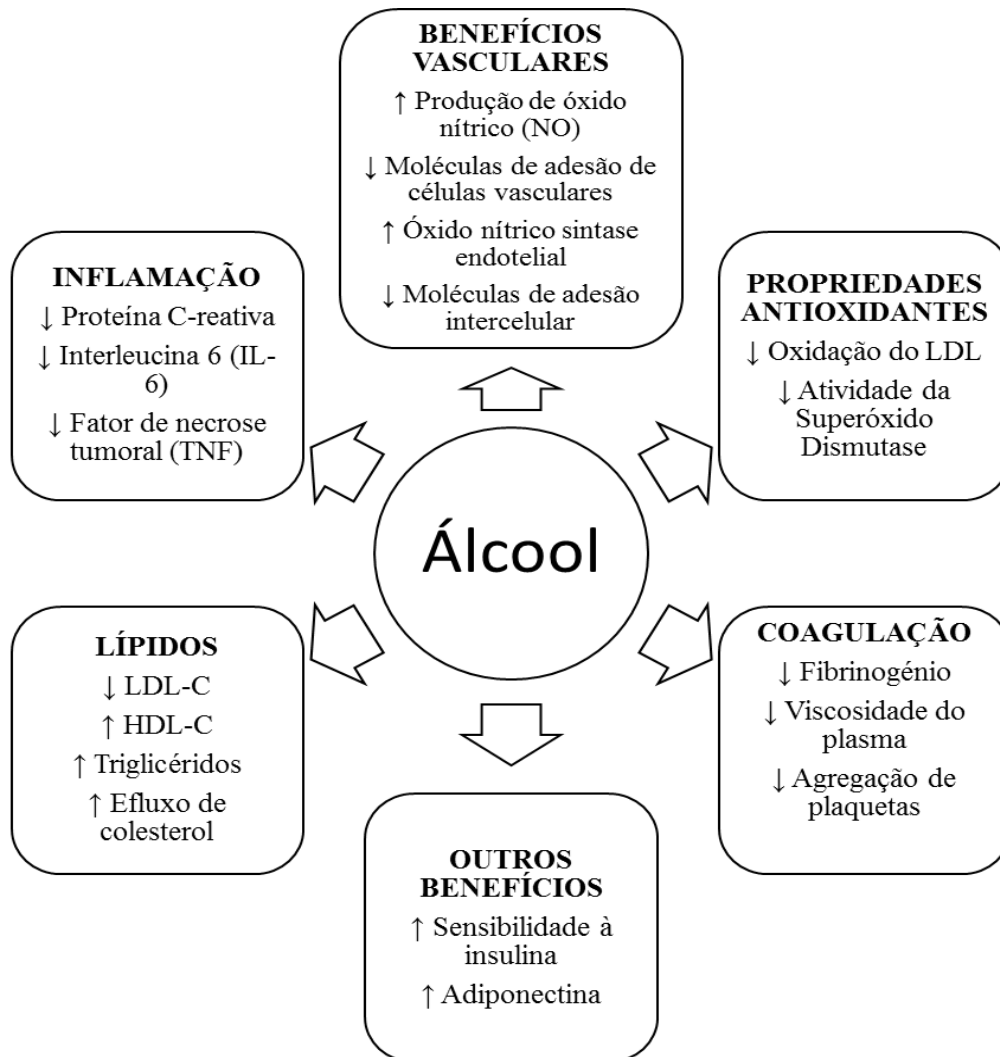 BENEFÍCIOS
VASCULARES
↑ Produção de óxido
nítrico (NO)
↓ Moléculas de adesão de
células vasculares
↑ Óxido nítrico sintase
endotelial
↓ Moléculas de adesão
intercelular
INFLAMAÇÃO
↓ Proteína C-reativa
↓ Interleucina 6 (IL-
6)
↓ Fator de necrose
tumoral (TNF)
PROPRIEDADES
ANTIOXIDANTES
↓ Oxidação do LDL
↓ Atividade da
Superóxido
Dismutase
Álcool
LÍPIDOS
↓ LDL-C
↑ HDL-C
↑ Triglicéridos
↑ Efluxo de
colesterol
COAGULAÇÃO
↓ Fibrinogénio
↓ Viscosidade do
plasma
↓ Agregação de
plaquetas
OUTROS
BENEFÍCIOS
↑ Sensibilidade à
insulina
↑ Adiponectina